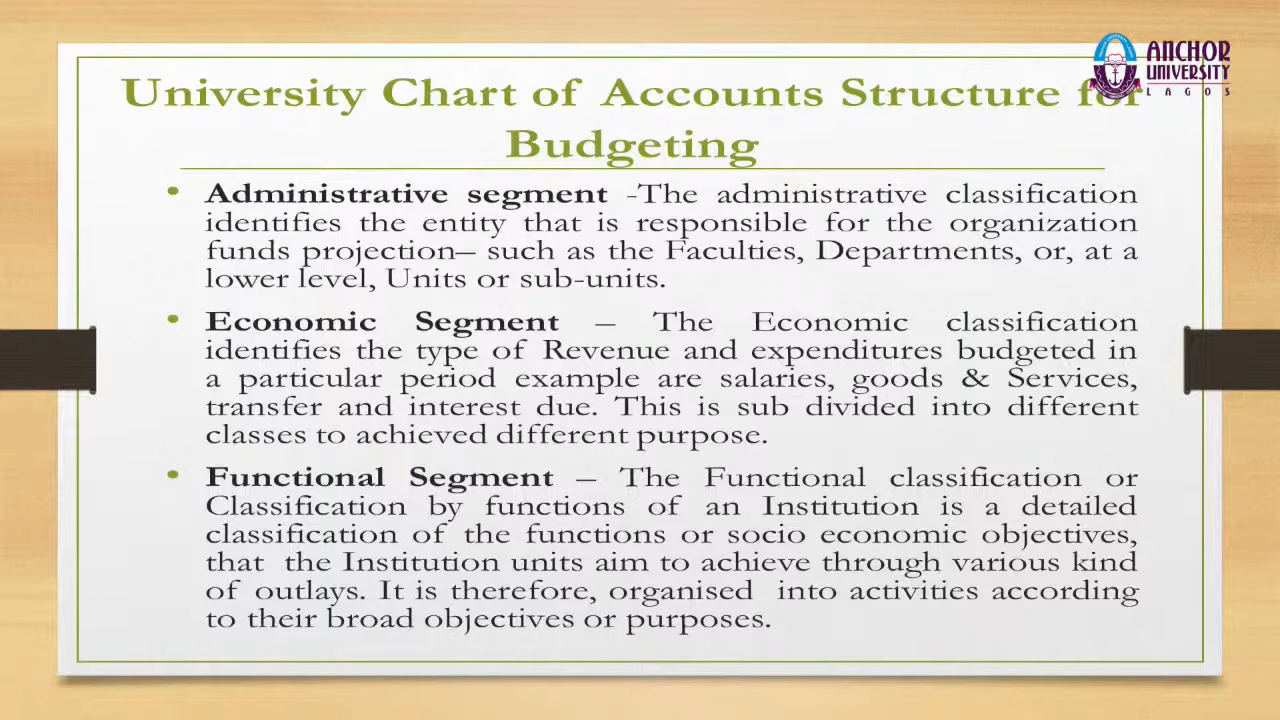 ANCHOR
UNIVERSITY
LAGOS
University Chart of Accounts Structure for
Budgeting
• Administrative segment -The administrative classification
identifies the entity that is responsible for the organization
funds projection– such as the Faculties, Departments, or, at a
lower level, Units or sub-units.
• Economic Segment – The Economic classification
identifies the type of Revenue and expenditures budgeted in
a particular period example are salaries, goods & Services,
transfer and interest due. This is sub divided into different
classes to achieved different purpose.
• Functional Segment – The Functional classification or
Classification by functions of an Institution is a detailed
classification of the functions or socio economic objectives,
that the Institution units aim to achieve through various kind
of outlays. It is therefore, organised into activities according
to their broad objectives or purposes.